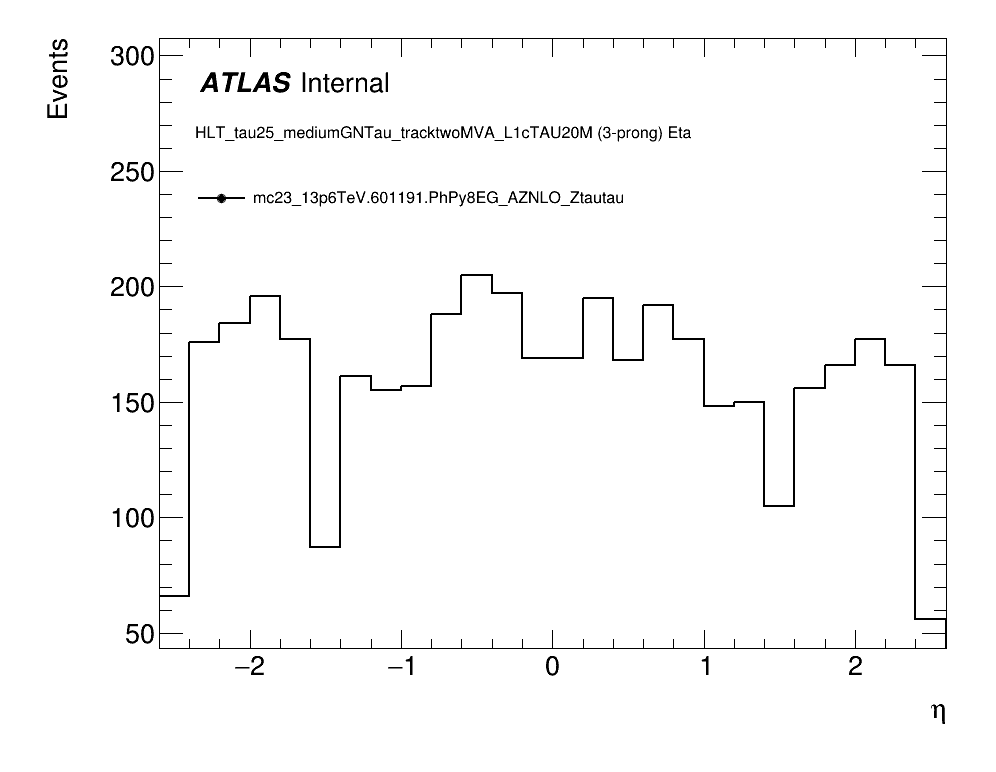 Events
300
ATLAS Internal
HLT_tau25_mediumGNTau_tracktwoMVA_L1cTAU20M (3-prong) Eta
250
mc23_13p6TeV.601191.PhPy8EG_AZNLO_Ztautau
200
150
100
50
−2 −1 0 1 2
η